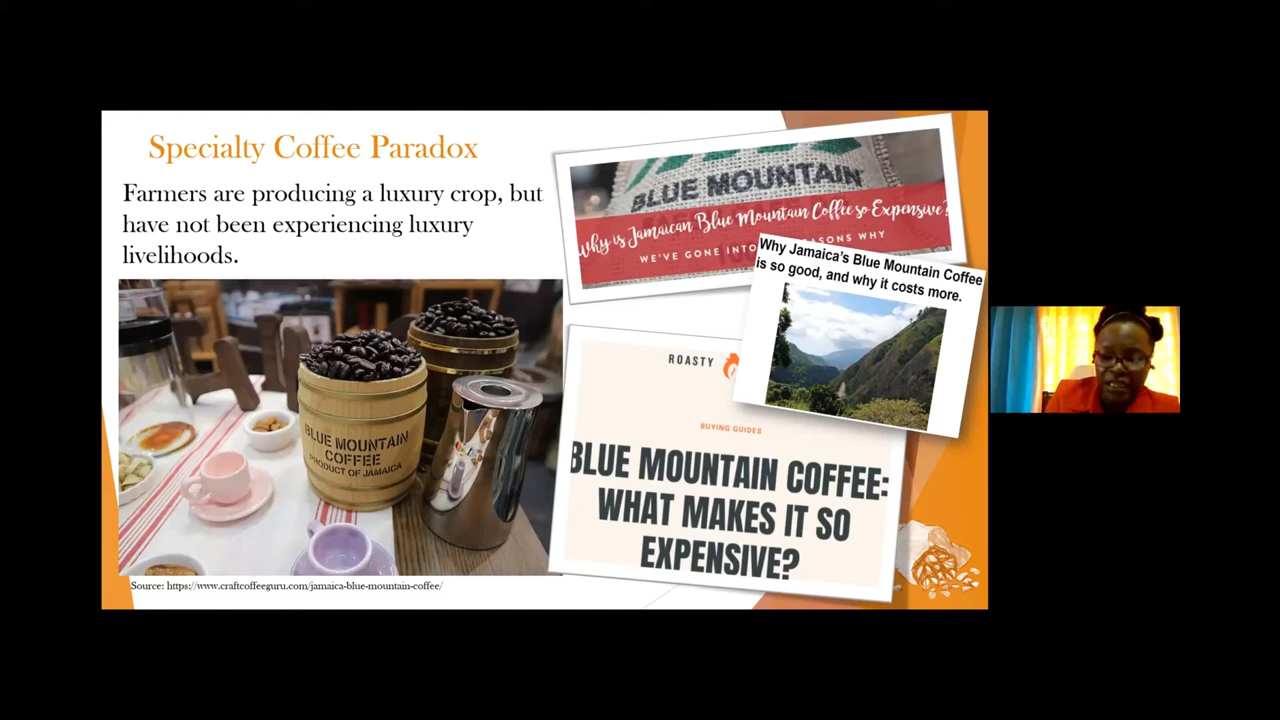 Specialty Coffee Paradox
Farmers are producing a luxury crop, but
have not been experiencing luxury
livelihoods.
BLUE MOUNTAIN
COFFEE
PRODUCT OF JAMAICA
Source: https://www.craftcoffeeguru.com/jamaica-blue-mountain-coffee/
BLUE MOUNTAIN
Why is Jamaican Blue Mountain Coffee so Expensive?
WE'VE GONE INTO ASONS WHY
Why Jamaica's Blue Mountain Coffee
is so good, and why it costs more.
ROASTY
BUYING GUIDES
BLUE MOUNTAIN COFFEE:
WHAT MAKES IT SO
EXPENSIVE?